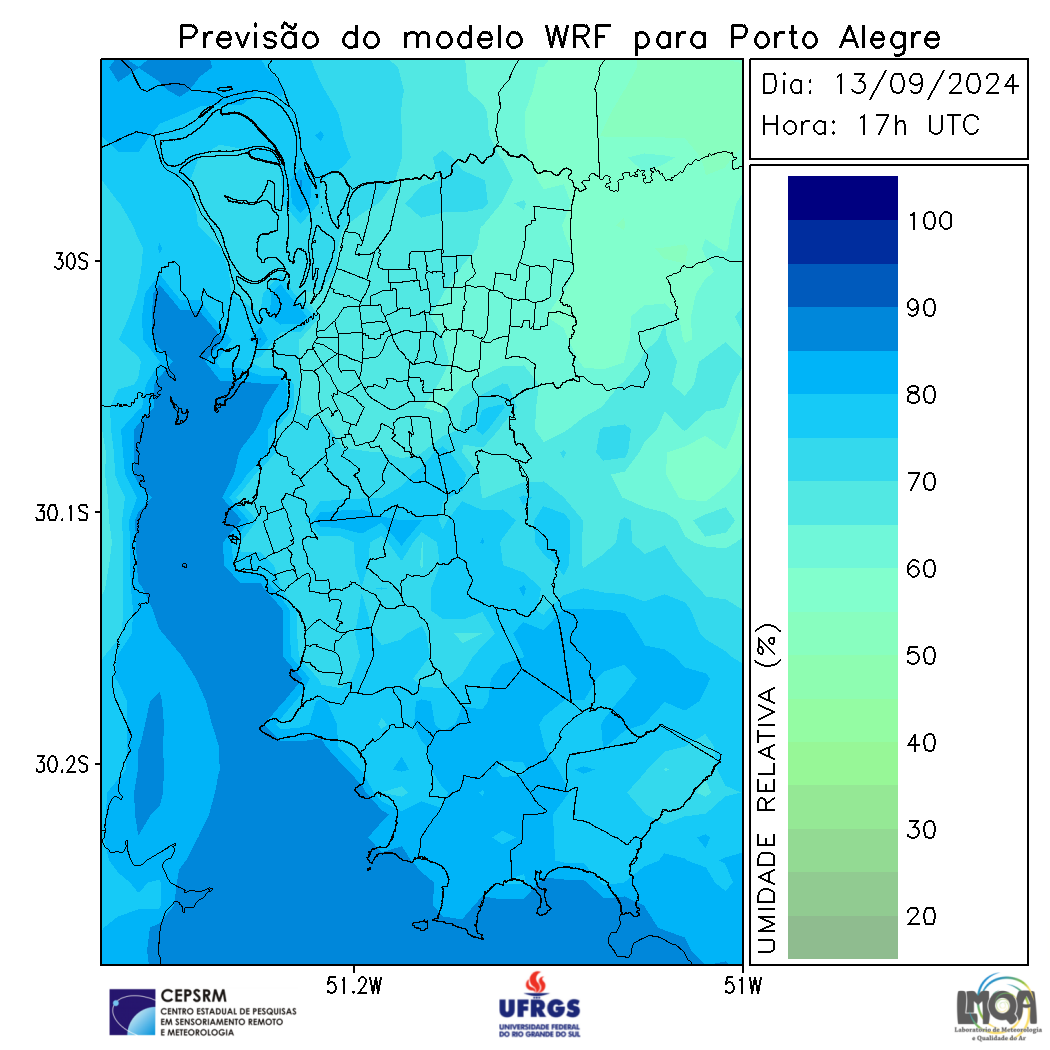 Previsão do modelo WRF para Porto Alegre
Dia: 13/09/2024
Hora: 17h UTC
30S
30.1S
30.2S
51.2W
51W
UMIDADE RELATIVA (%)
100
90
80
70
60
50
40
30
20
CEPSRM
CENTRO ESTADUAL DE PESQUISAS
EM SENSORIAMENTO REMOTO
E METEOROLOGIA
UFRGS
UNIVERSIDADE FEDERAL
DO RIO GRANDE DO SUL
LMQA
Laboratório de Meteorologia
e Qualidade do Ar